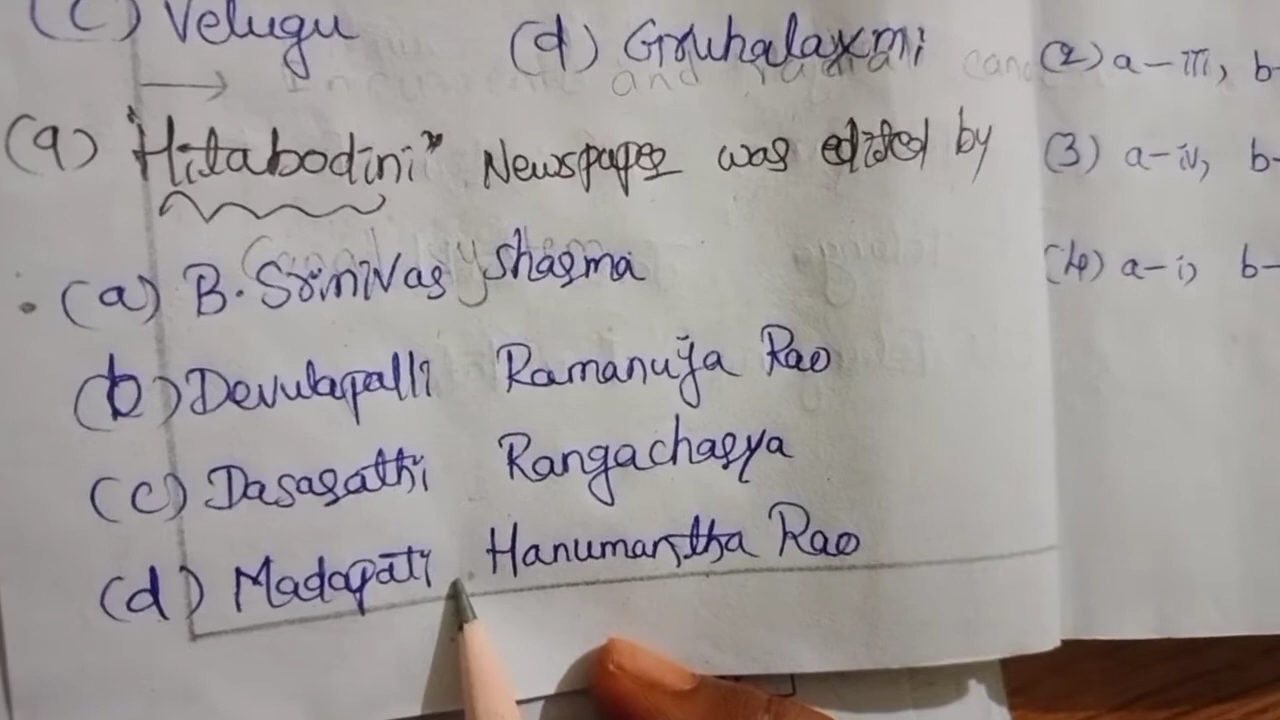 (c) Velugu (d) Gruhalaxmi
(9) "Hitabodini" Newspaper was edited by
(a) B. Srinivas sharma
(b) Devulapalli Ramanuja Rao
(c) Dasarathi Rangacharya
(d) Madapati Hanumantha Rao
(2) a-iii, b-
(3) a-iv, b-
(4) a-i, b-